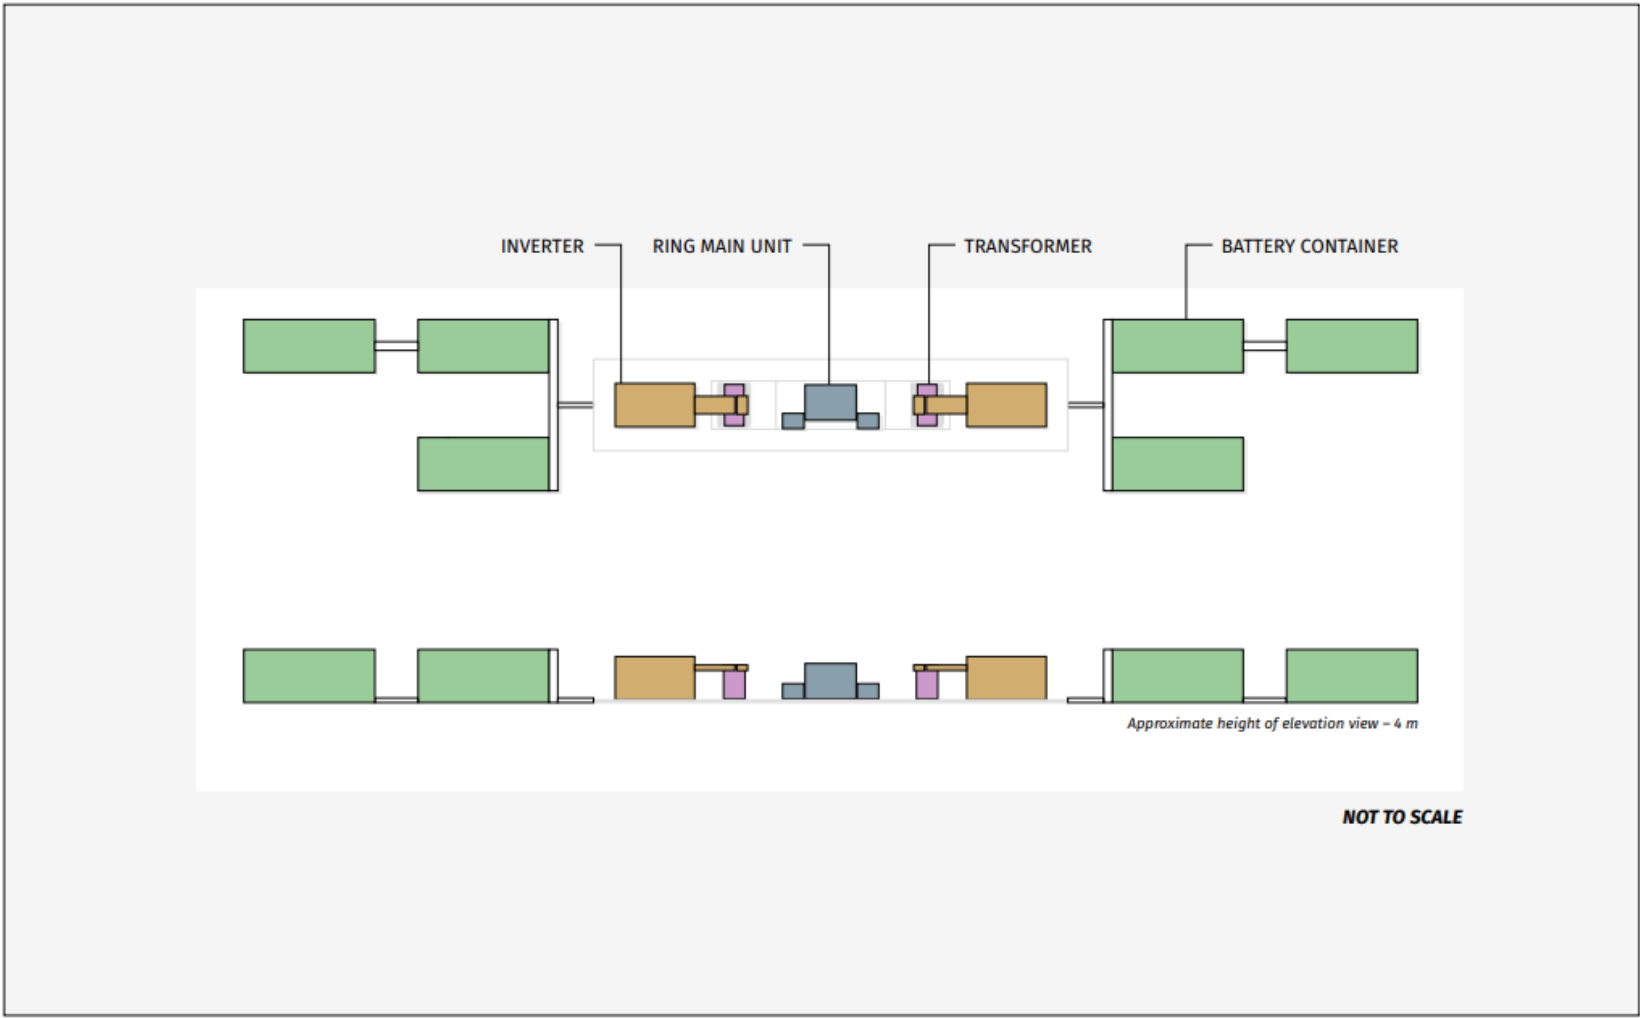 INVERTER
RING MAIN UNIT
TRANSFORMER
BATTERY CONTAINER
Approximate height of elevation view – 4 m
NOT TO SCALE